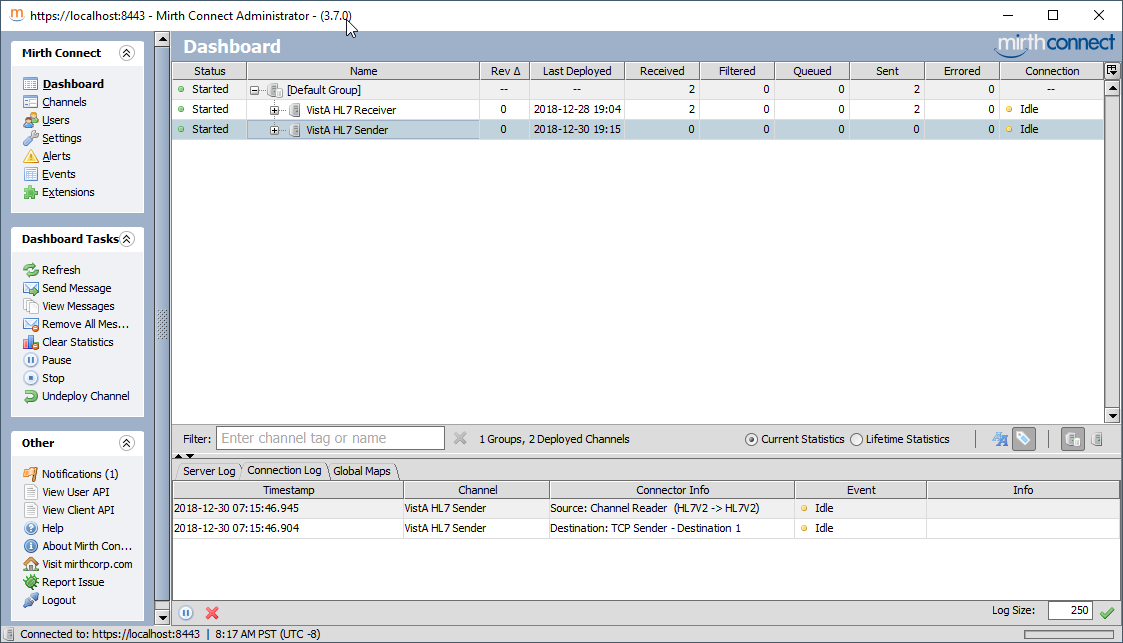 m https://localhost:8443 - Mirth Connect Administrator - (3.7.0)
Mirth Connect
Dashboard
Channels
Users
Settings
Alerts
Events
Extensions
Dashboard Tasks
Refresh
Send Message
View Messages
Remove All Mes...
Clear Statistics
Pause
Stop
Undeploy Channel
Other
Notifications (1)
View User API
View Client API
Help
About Mirth Con...
Visit mirthcorp.com
Report Issue
Logout
Dashboard
mirthconnect
Status Name Rev Δ Last Deployed Received Filtered Queued Sent Errored Connection
Started [Default Group] -- -- 2 0 0 2 0 --
Started VistA HL7 Receiver 0 2018-12-28 19:04 2 0 0 2 0 Idle
Started VistA HL7 Sender 0 2018-12-30 19:15 0 0 0 0 0 Idle
Filter: Enter channel tag or name 1 Groups, 2 Deployed Channels Current Statistics Lifetime Statistics
Server Log Connection Log Global Maps
Timestamp Channel Connector Info Event Info
2018-12-30 07:15:46.945 VistA HL7 Sender Source: Channel Reader (HL7V2 -> HL7V2) Idle
2018-12-30 07:15:46.904 VistA HL7 Sender Destination: TCP Sender - Destination 1 Idle
Log Size: 250
Connected to: https://localhost:8443 | 8:17 AM PST (UTC -8)